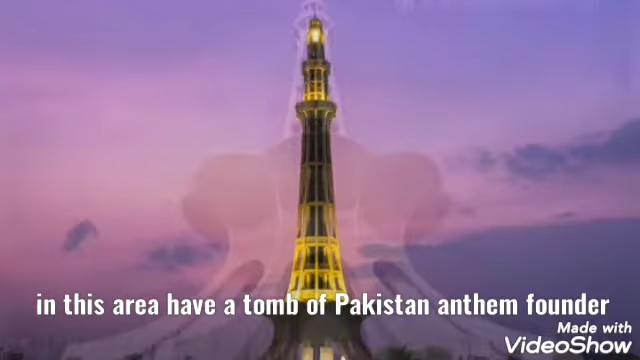 in this area have a tomb of Pakistan anthem founder
Made with
VideoShow